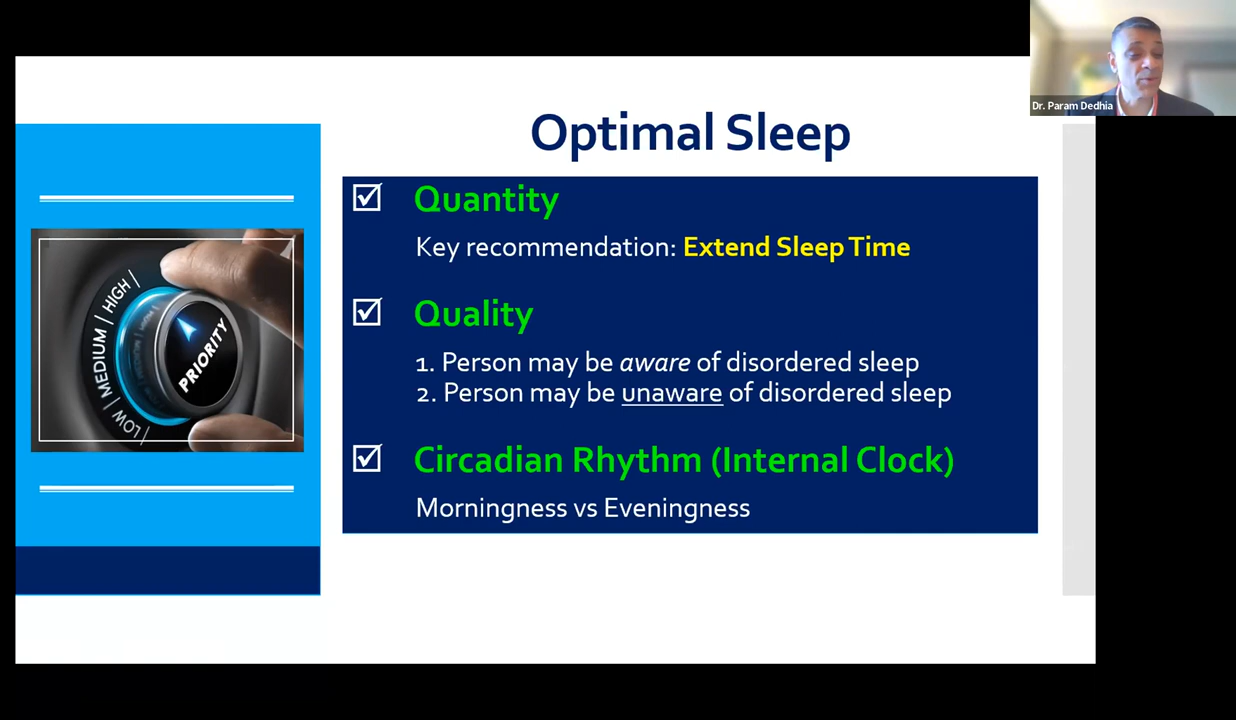 Dr. Param Dedhia
Optimal Sleep
Quantity
Key recommendation: Extend Sleep Time
Quality
1. Person may be aware of disordered sleep
2. Person may be unaware of disordered sleep
Circadian Rhythm (Internal Clock)
Morningness vs Eveningness
LOW | MEDIUM | HIGH |
PRIORITY